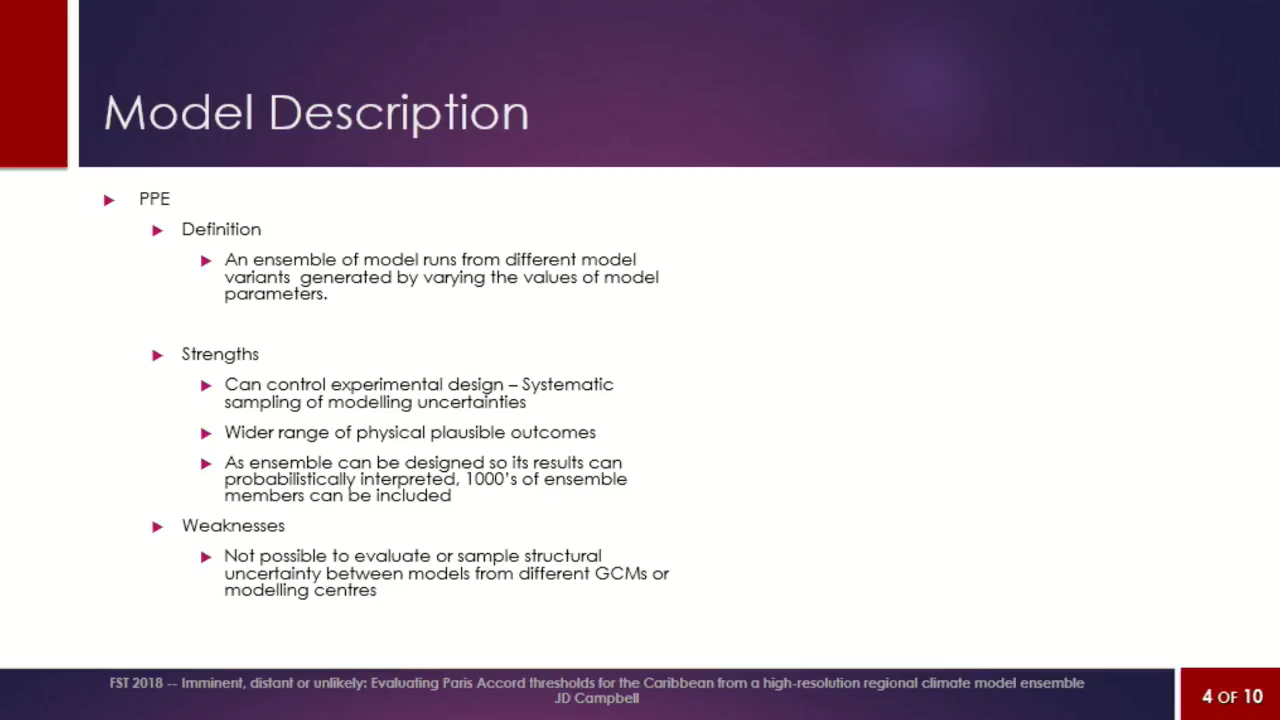 Model Description
PPE
Definition
An ensemble of model runs from different model
variants generated by varying the values of model
parameters.
Strengths
Can control experimental design – Systematic
sampling of modelling uncertainties
Wider range of physical plausible outcomes
As ensemble can be designed so its results can
probabilistically interpreted, 1000's of ensemble
members can be included
Weaknesses
Not possible to evaluate or sample structural
uncertainty between models from different GCMs or
modelling centres
FST 2018 -- Imminent, distant or unlikely: Evaluating Paris Accord thresholds for the Caribbean from a high-resolution regional climate model ensemble
JD Campbell
4 OF 10